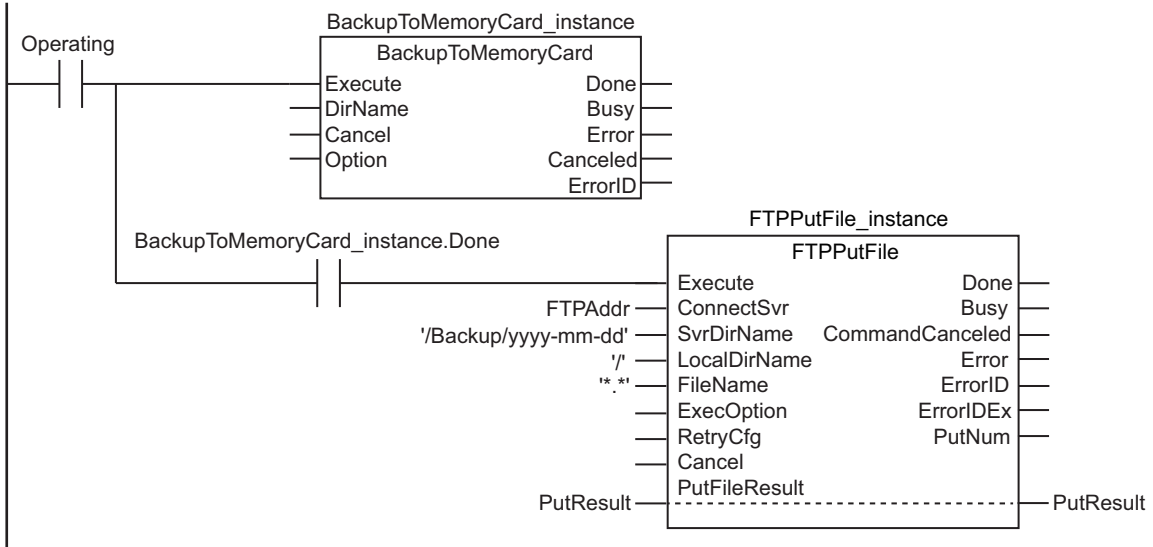 BackupToMemoryCard_instance
Operating
BackupToMemoryCard
Execute Done
DirName Busy
Cancel Error
Option Canceled
ErrorID
FTPPutFile_instance
BackupToMemoryCard_instance.Done
FTPPutFile
Execute Done
FTPAddr ConnectSvr Busy
'/Backup/yyyy-mm-dd' SvrDirName CommandCanceled
'/' LocalDirName Error
'*.*' FileName ErrorID
ExecOption ErrorIDEx
RetryCfg PutNum
Cancel
PutFileResult
PutResult PutResult